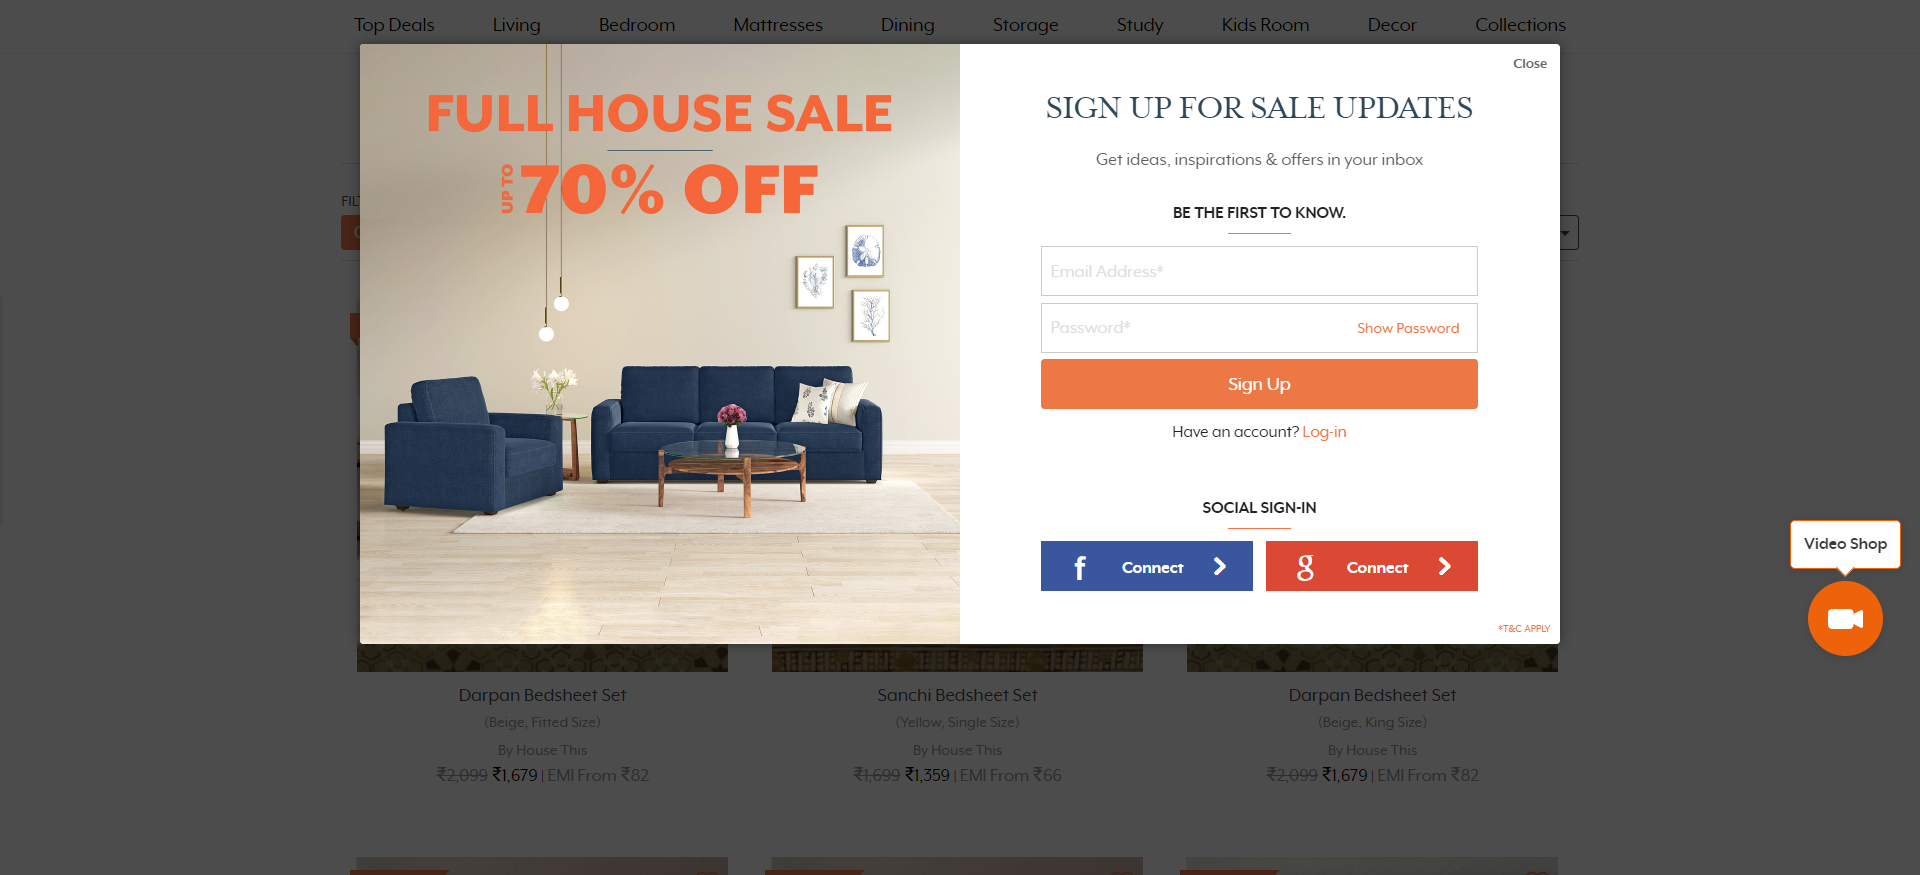 Top Deals
Living
Bedroom
Mattresses
Dining
Storage
Study
Kids Room
Decor
Collections
Close
FULL HOUSE SALE
UP TO 70% OFF
SIGN UP FOR SALE UPDATES
Get ideas, inspirations & offers in your inbox
BE THE FIRST TO KNOW.
Email Address*
Password*
Show Password
Sign Up
Have an account? Log-in
SOCIAL SIGN-IN
f Connect
g Connect
*T&C APPLY
Video Shop
Darpan Bedsheet Set
(Beige, Fitted Size)
By House This
₹2,099 ₹1,679 | EMI From ₹82
Sanchi Bedsheet Set
(Yellow, Single Size)
By House This
₹1,699 ₹1,359 | EMI From ₹66
Darpan Bedsheet Set
(Beige, King Size)
By House This
₹2,099 ₹1,679 | EMI From ₹82